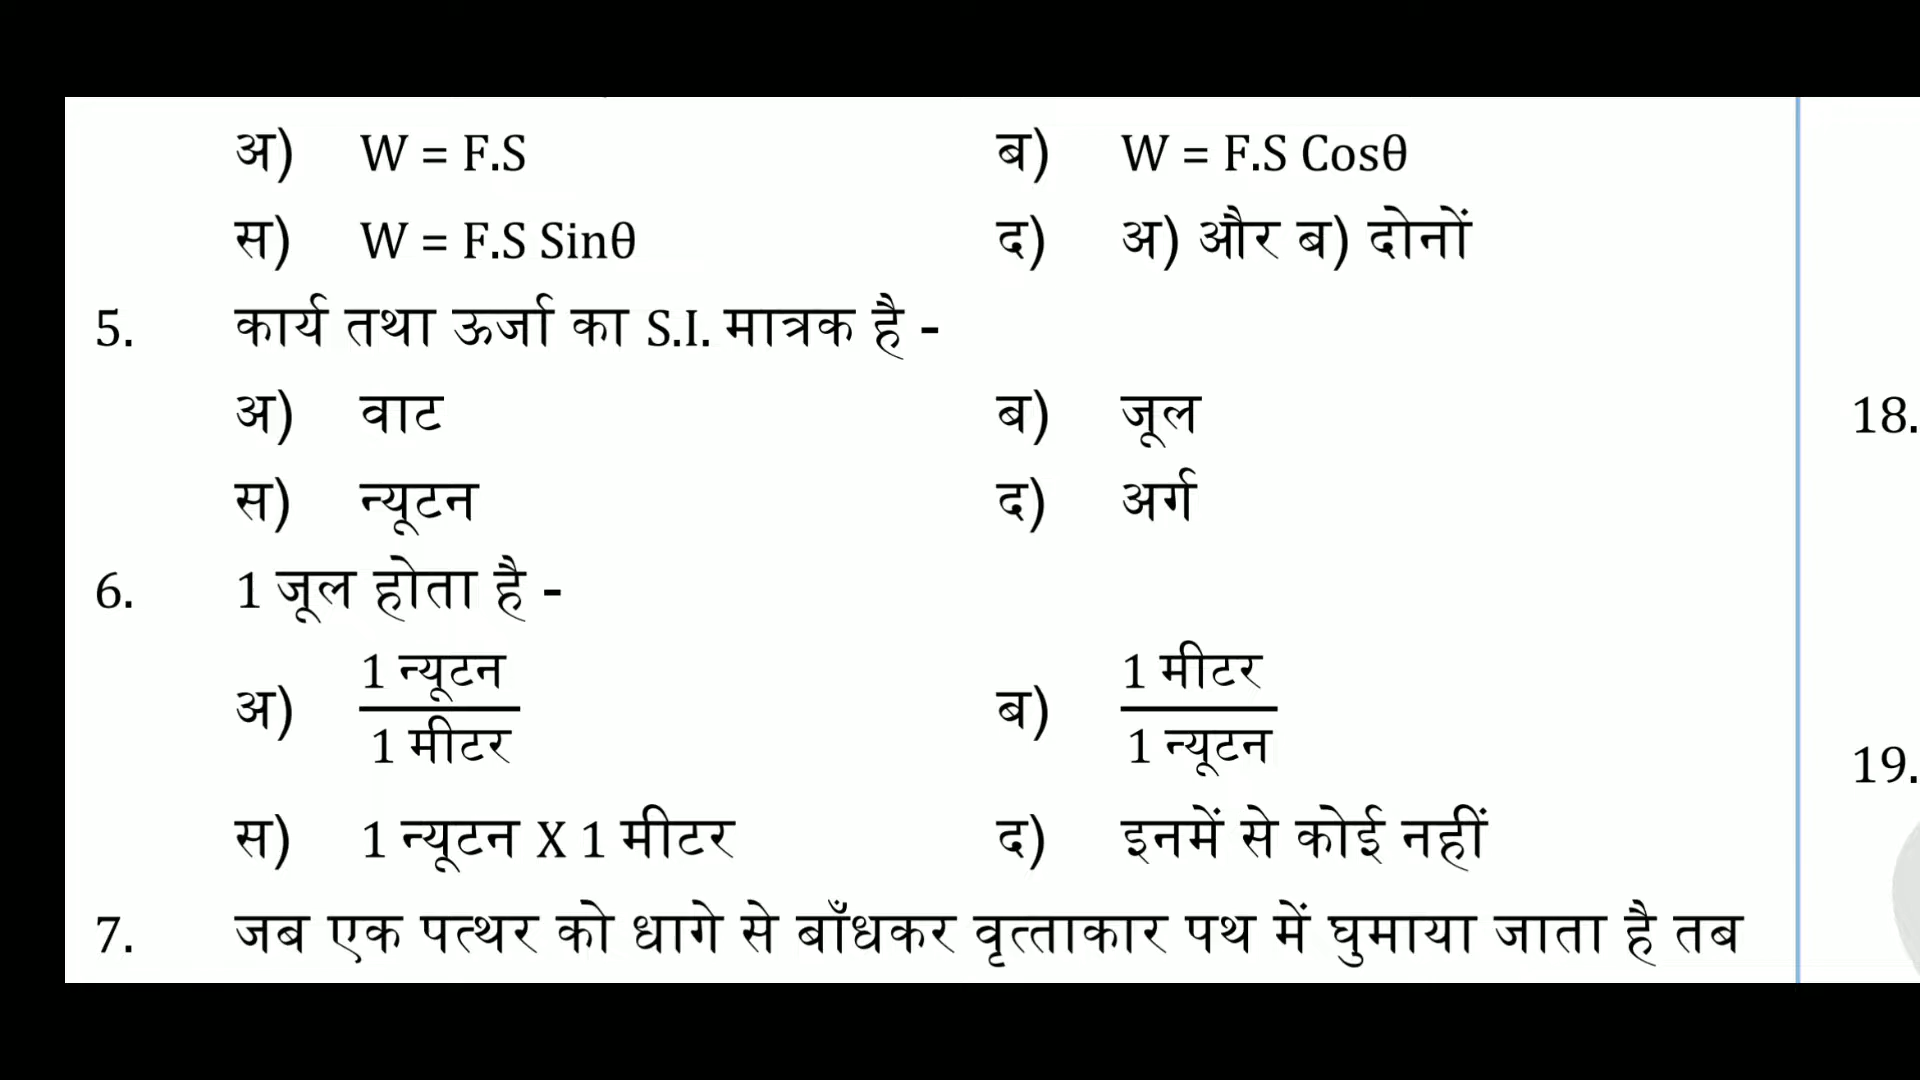 अ) W = F.S ब) W = F.S Cosθ
स) W = F.S Sinθ द) अ) और ब) दोनों
5. कार्य तथा ऊर्जा का S.I. मात्रक है -
अ) वाट ब) जूल
स) न्यूटन द) अर्ग
6. 1 जूल होता है -
अ) 1 न्यूटन / 1 मीटर ब) 1 मीटर / 1 न्यूटन
स) 1 न्यूटन X 1 मीटर द) इनमें से कोई नहीं
7. जब एक पत्थर को धागे से बाँधकर वृत्ताकार पथ में घुमाया जाता है तब
18.
19.